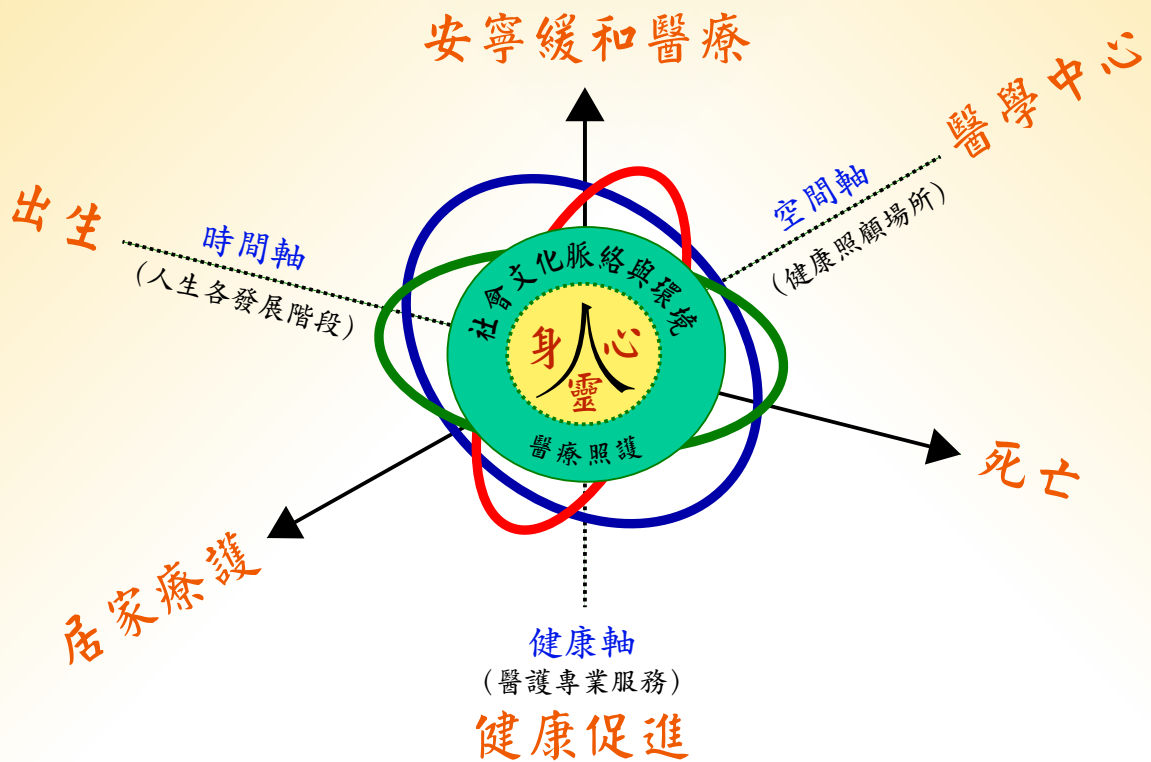 安寧緩和醫療
醫學中心
空間軸
(健康照顧場所)
出生
時間軸
(人生各發展階段)
社會文化脈絡與環境
身 人 心
靈
醫療照護
死亡
居家療護
健康軸
(醫護專業服務)
健康促進